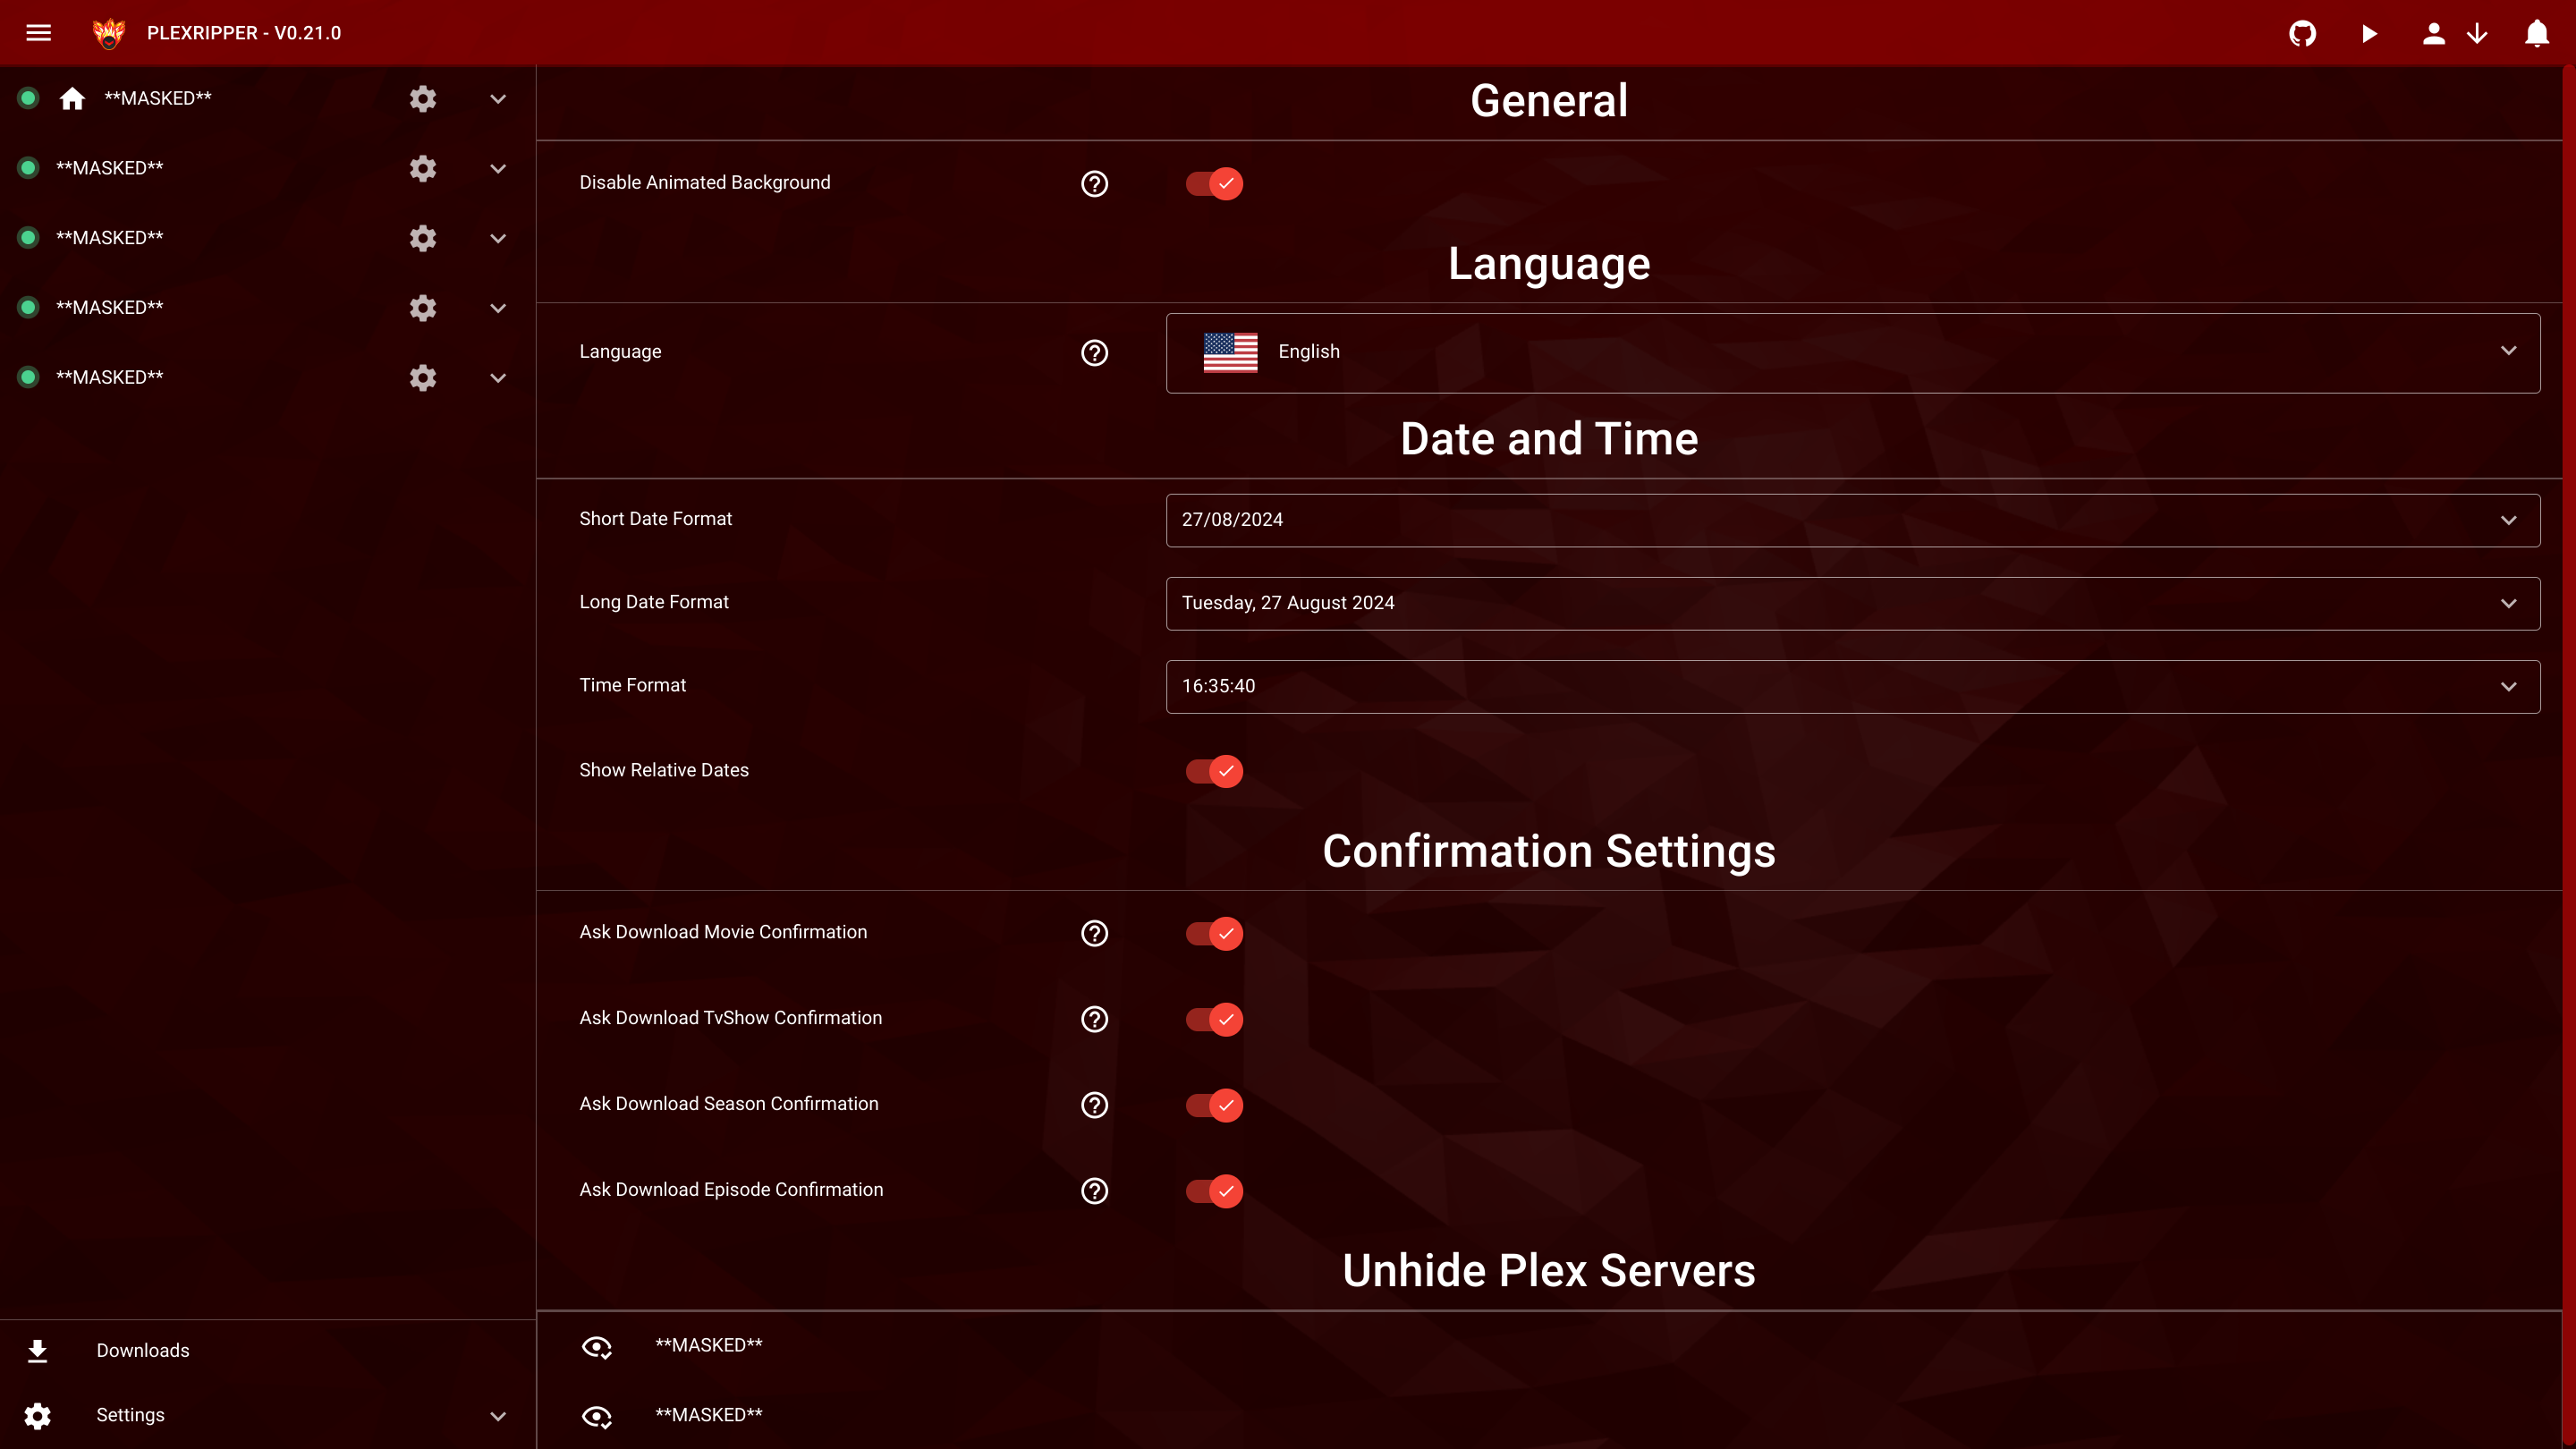 PLEXRIPPER - V0.21.0
**MASKED**
**MASKED**
**MASKED**
**MASKED**
**MASKED**
Downloads
Settings
General
Disable Animated Background
Language
Language
English
Date and Time
Short Date Format
27/08/2024
Long Date Format
Tuesday, 27 August 2024
Time Format
16:35:40
Show Relative Dates
Confirmation Settings
Ask Download Movie Confirmation
Ask Download TvShow Confirmation
Ask Download Season Confirmation
Ask Download Episode Confirmation
Unhide Plex Servers
**MASKED**
**MASKED**